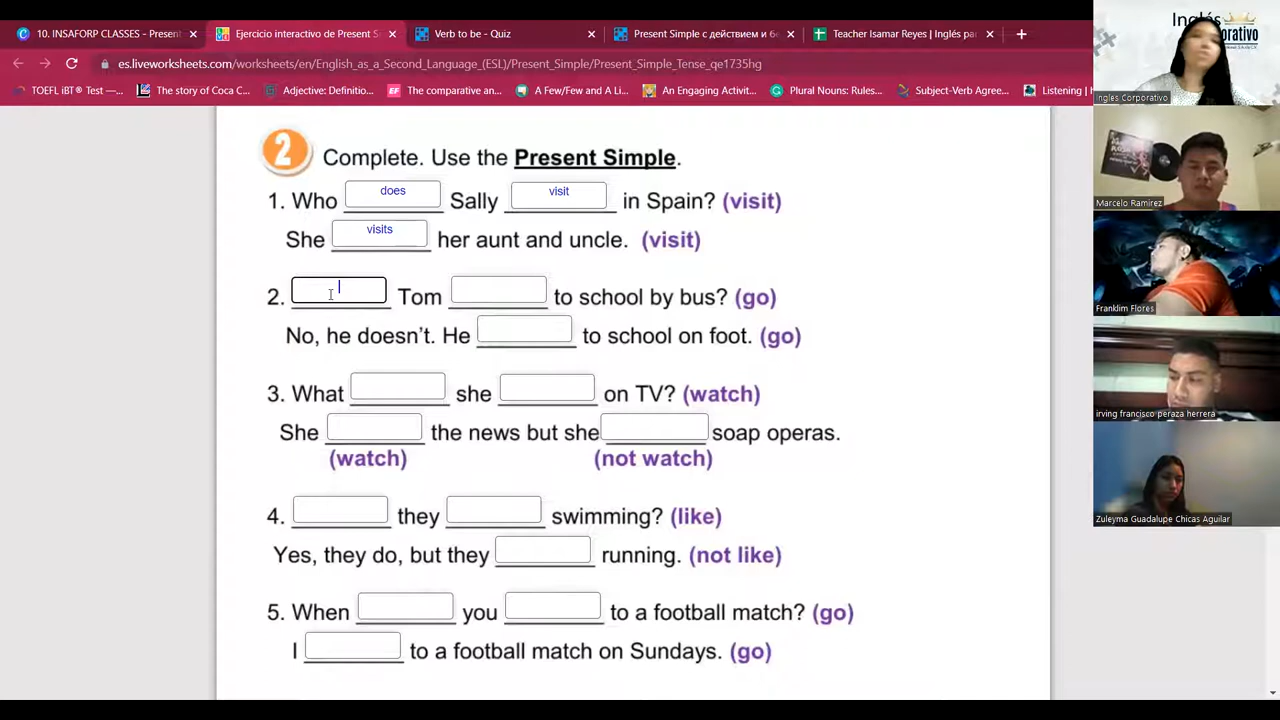 10. INSAFORP CLASSES - Present
Ejercicio interactivo de Present S
Verb to be - Quiz
Present Simple с действием и бе
Teacher Isamar Reyes | Inglés pa
es.liveworksheets.com/worksheets/en/English_as_a_Second_Language_(ESL)/Present_Simple/Present_Simple_Tense_qe1735hg
TOEFL iBT® Test —...
The story of Coca C...
Adjective: Definitio...
EF The comparative an...
A Few/Few and A Li...
An Engaging Activit...
Plural Nouns: Rules...
Subject-Verb Agree...
Listening | H
Inglés
rporativo
Ingles Corporativo
Marcelo Ramirez
Franklim Flores
irving francisco peraza herrera
Zuleyma Guadalupe Chicas Aguilar
2 Complete. Use the Present Simple.
1. Who does Sally visit in Spain? (visit)
She visits her aunt and uncle. (visit)
2. Tom to school by bus? (go)
No, he doesn't. He to school on foot. (go)
3. What she on TV? (watch)
She the news but she soap operas.
(watch) (not watch)
4. they swimming? (like)
Yes, they do, but they running. (not like)
5. When you to a football match? (go)
I to a football match on Sundays. (go)